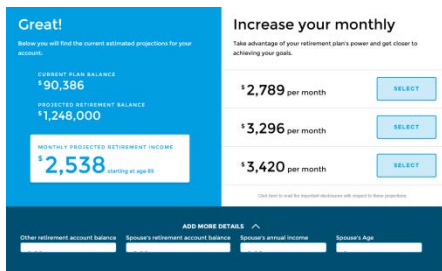 Great!
Below you will find the current estimated projections for your
account:
CURRENT PLAN BALANCE
$90,386
PROJECTED RETIREMENT BALANCE
$1,248,000
MONTHLY PROJECTED RETIREMENT INCOME
$2,538 starting at age 65
Increase your monthly
Take advantage of your retirement plan's power and get closer to
achieving your goals.
$2,789 per month
SELECT
$3,296 per month
SELECT
$3,420 per month
SELECT
Click here to read the important disclosures with respect to these projections.
ADD MORE DETAILS
Other retirement account balance
Spouse's retirement account balance
Spouse's annual income
Spouse's Age